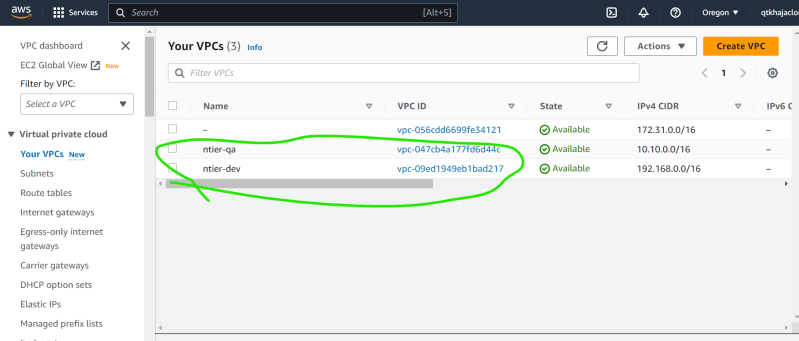 aws
Services
Search
[Alt+S]
Oregon
qtkhajaclou
VPC dashboard
EC2 Global View New
Filter by VPC:
Select a VPC
Virtual private cloud
Your VPCs New
Subnets
Route tables
Internet gateways
Egress-only internet
gateways
Carrier gateways
DHCP option sets
Elastic IPs
Managed prefix lists
Your VPCs (3) Info
Actions
Create VPC
Filter VPCs
1
Name VPC ID State IPv4 CIDR IPv6 C
– vpc-056cdd6699fe34121 Available 172.31.0.0/16 –
ntier-qa vpc-047cb4a177fd6d44c Available 10.10.0.0/16 –
ntier-dev vpc-09ed1949eb1bad217 Available 192.168.0.0/16 –